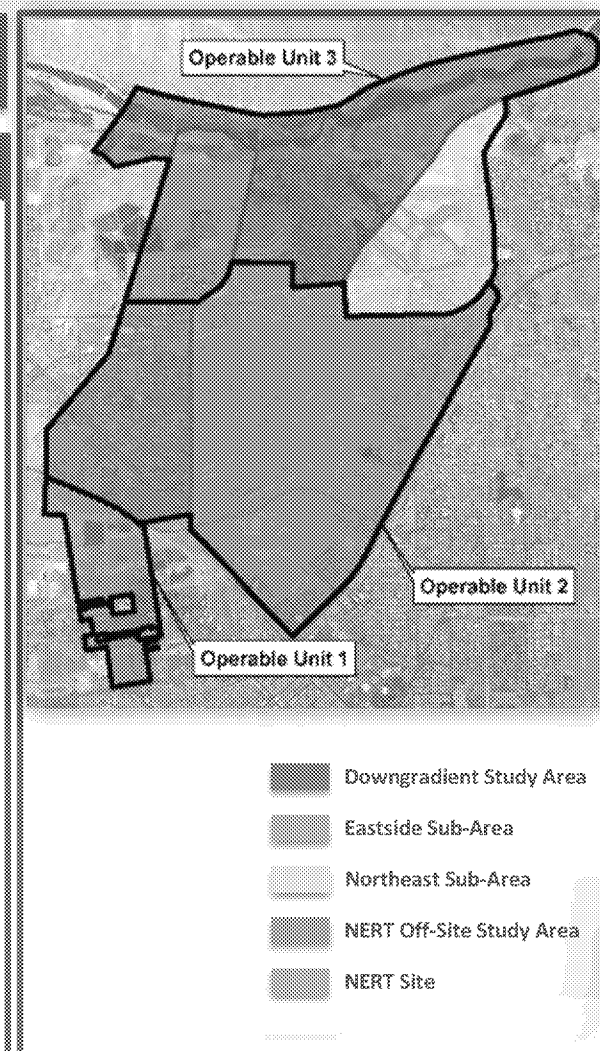 Operable Unit 3
Operable Unit 2
Operable Unit 1
Downgradient Study Area
Eastside Sub-Area
Northeast Sub-Area
NERT Off-Site Study Area
NERT Site